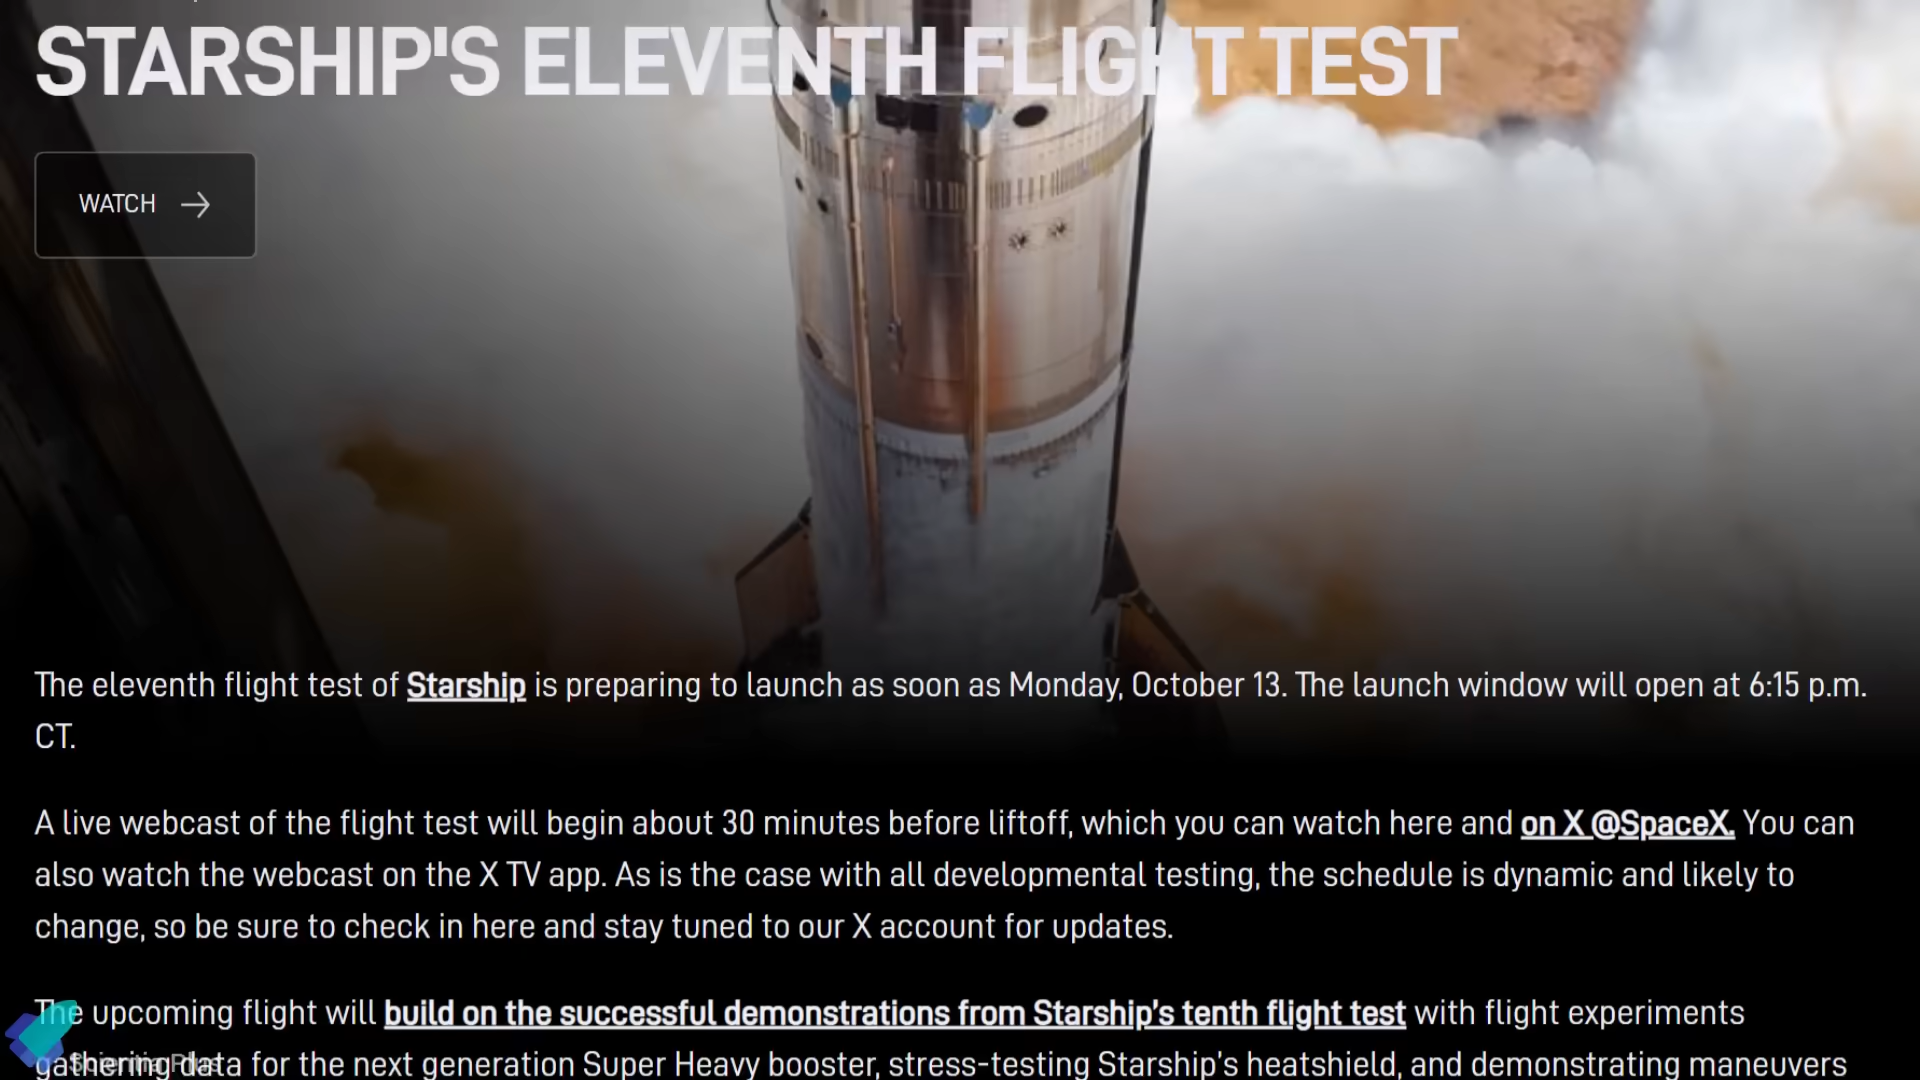 STARSHIP'S ELEVENTH FLIGHT TEST
WATCH →
The eleventh flight test of Starship is preparing to launch as soon as Monday, October 13. The launch window will open at 6:15 p.m.
CT.
A live webcast of the flight test will begin about 30 minutes before liftoff, which you can watch here and on X @SpaceX. You can
also watch the webcast on the X TV app. As is the case with all developmental testing, the schedule is dynamic and likely to
change, so be sure to check in here and stay tuned to our X account for updates.
The upcoming flight will build on the successful demonstrations from Starship's tenth flight test with flight experiments
gathering data for the next generation Super Heavy booster, stress-testing Starship's heatshield, and demonstrating maneuvers
Scientia Plus